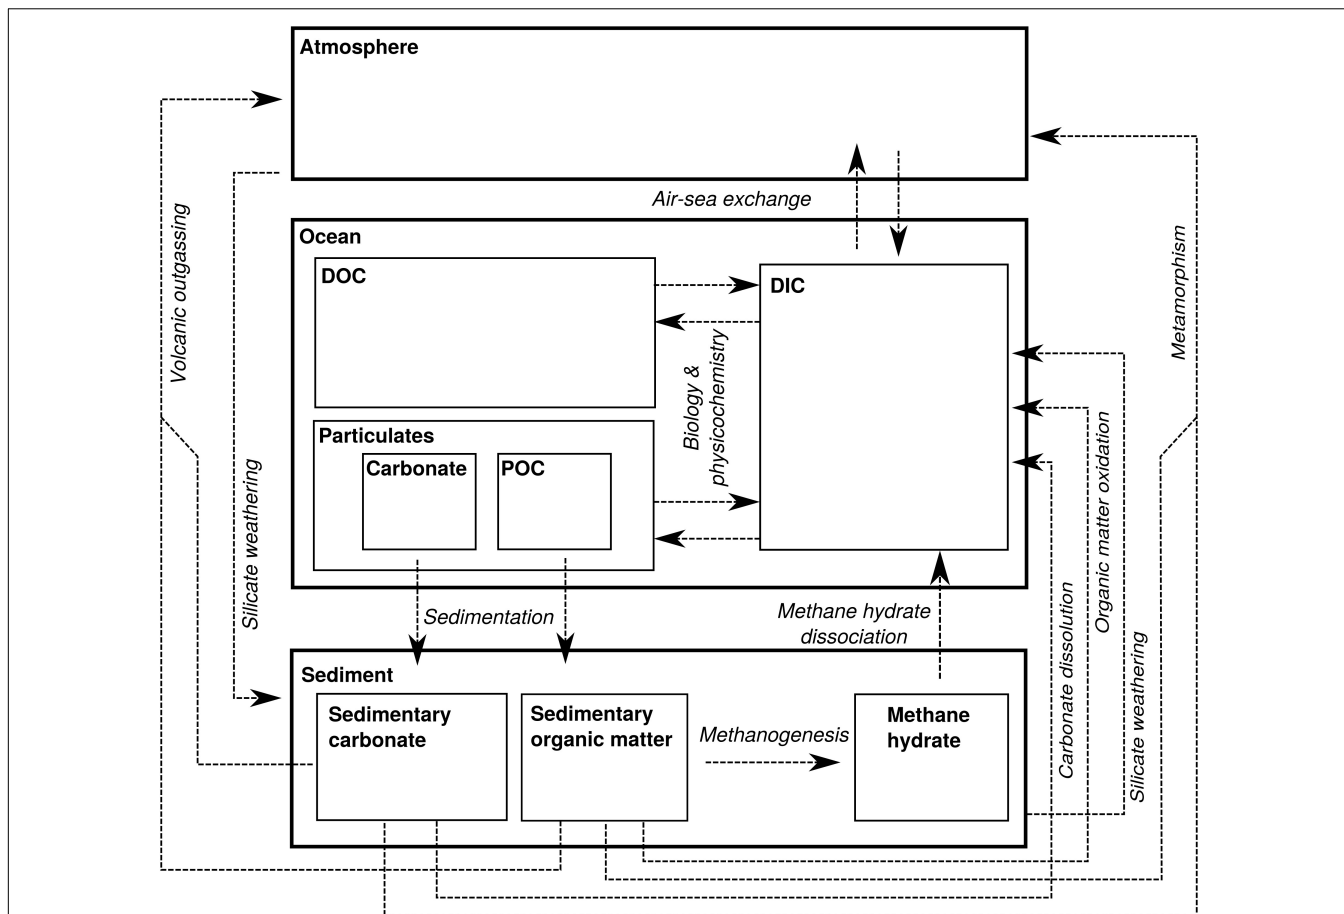 Atmosphere
Air-sea exchange
Volcanic outgassing
Silicate weathering
Metamorphism
Ocean
DOC
DIC
Biology &
physicochemistry
Particulates
Carbonate
POC
Sedimentation
Methane hydrate
dissociation
Carbonate dissolution
Organic matter oxidation
Silicate weathering
Sediment
Sedimentary
carbonate
Sedimentary
organic matter
Methanogenesis
Methane
hydrate